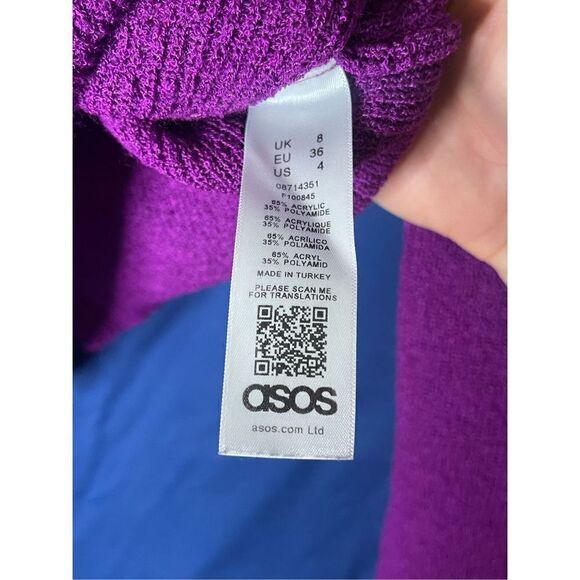 UK 8
EU 36
US 4
08714351
F100845
65% ACRYLIC
35% POLYAMIDE
65% ACRYLIQUE
35% POLYAMIDE
65% ACRÍLICO
35% POLIAMIDA
65% ACRYL
35% POLYAMID
MADE IN TURKEY
PLEASE SCAN ME
FOR TRANSLATIONS
asos
asos.com Ltd